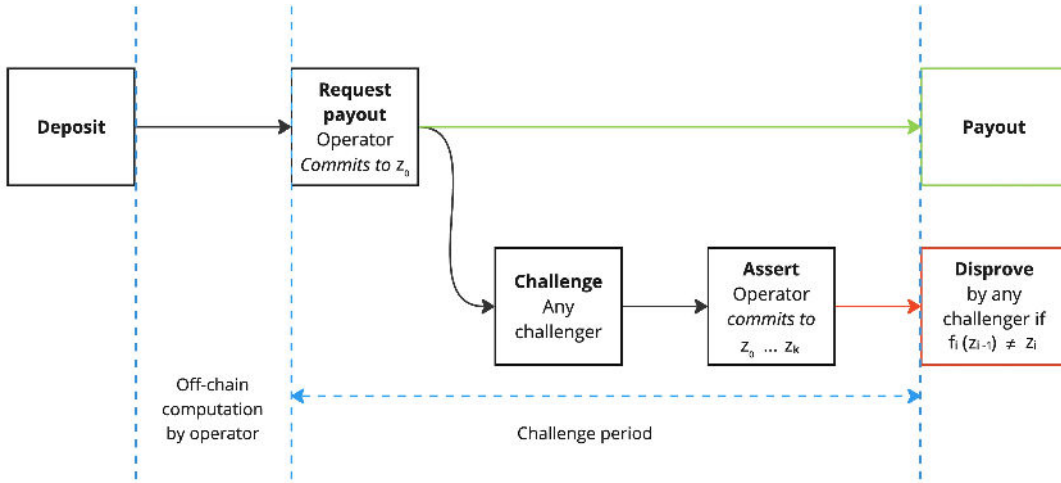 Deposit
Request
payout
Operator
Commits to z₀
Payout
Challenge
Any
challenger
Assert
Operator
commits to
z₀ ... zₖ
Disprove
by any
challenger if
fᵢ (zᵢ₋₁) ≠ zᵢ
Off-chain
computation
by operator
Challenge period